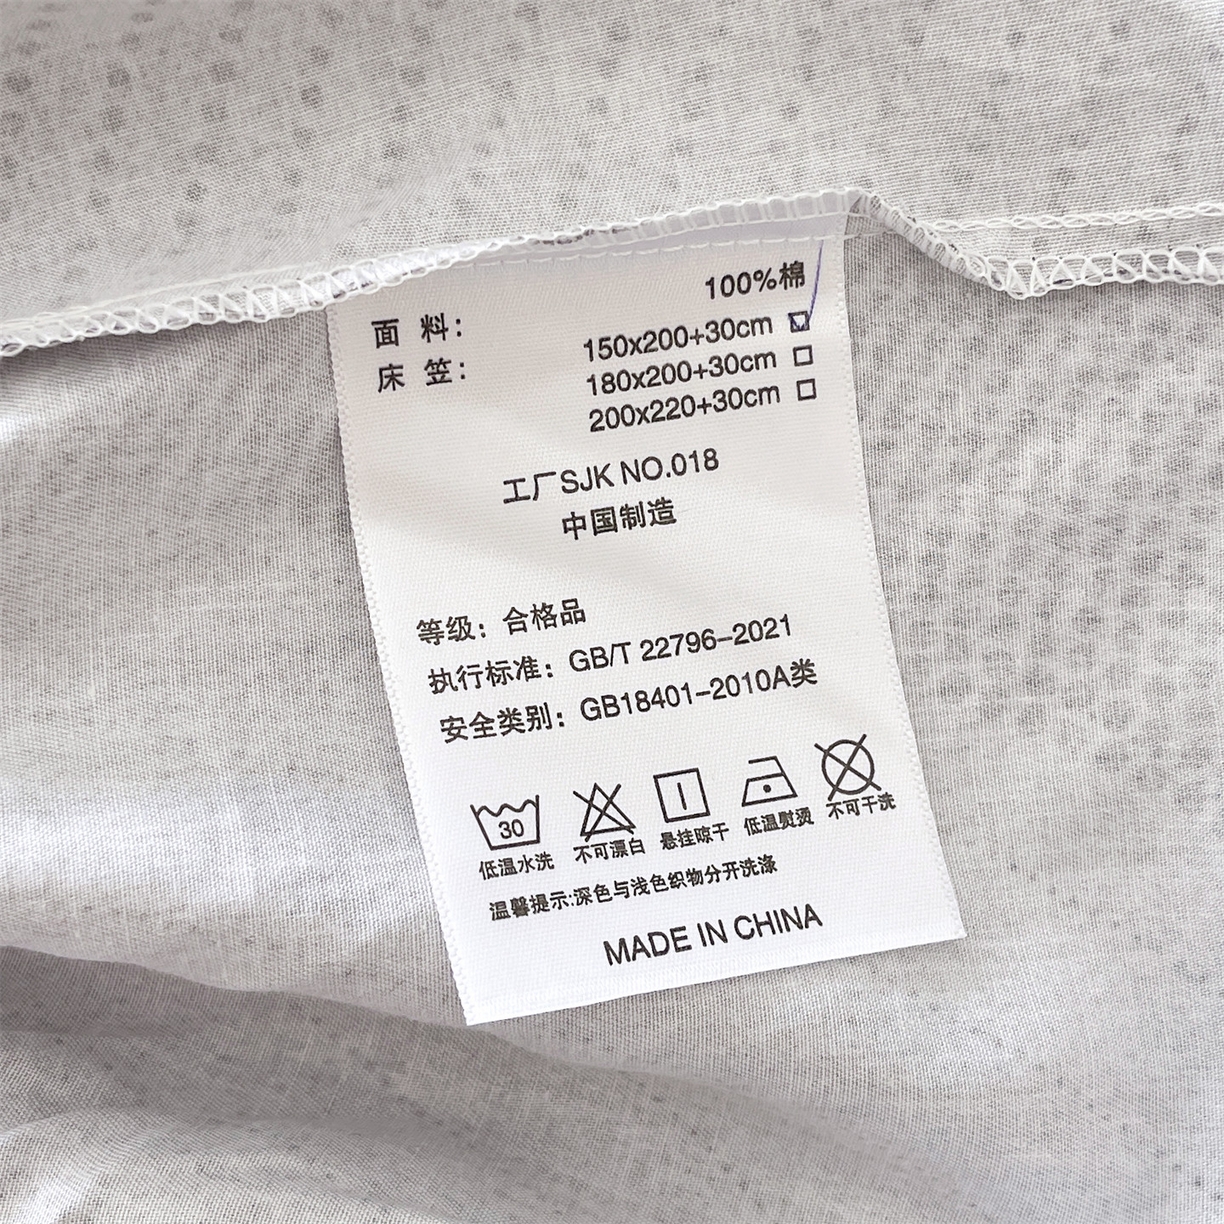 面 料： 100%棉
床 笠： 150x200+30cm ☑
180x200+30cm □
200x220+30cm □
工厂SJK NO.018
中国制造
等级：合格品
执行标准：GB/T 22796-2021
安全类别：GB18401-2010A类
30
低温水洗 不可漂白 悬挂晾干 低温熨烫 不可干洗
温馨提示:深色与浅色织物分开洗涤
MADE IN CHINA